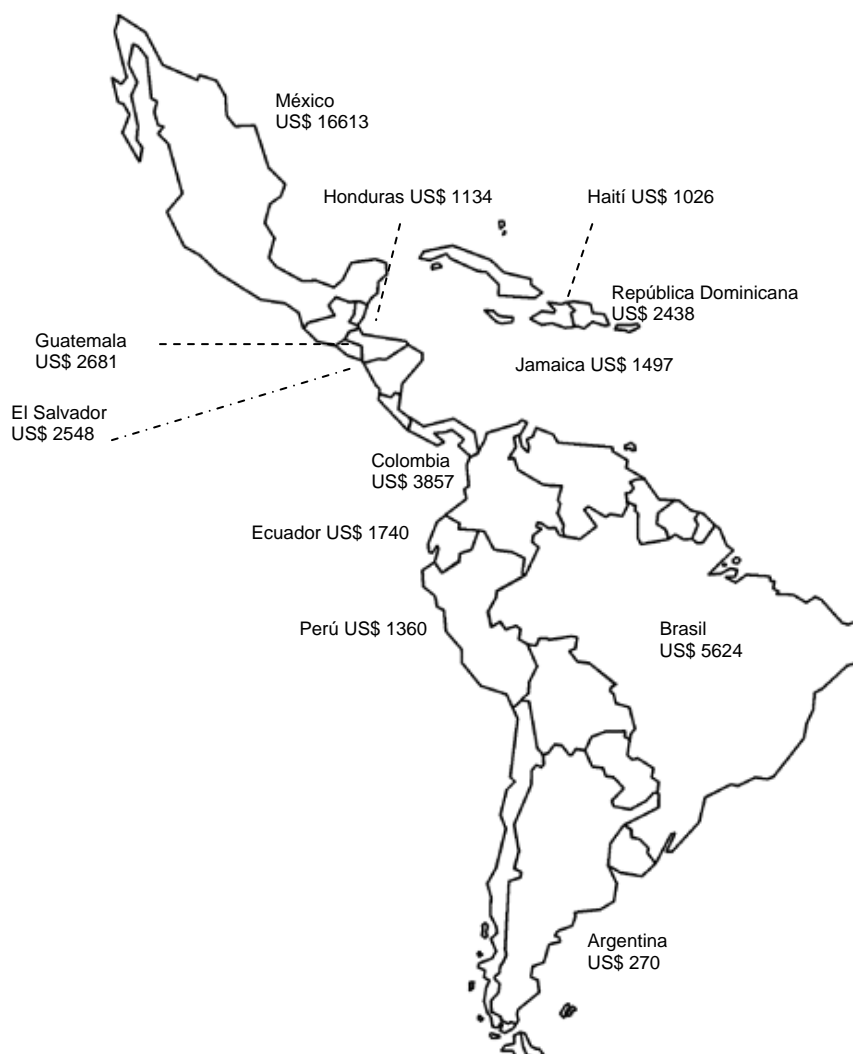 México
US$ 16613
Honduras US$ 1134
Haití US$ 1026
República Dominicana
US$ 2438
Guatemala
US$ 2681
Jamaica US$ 1497
El Salvador
US$ 2548
Colombia
US$ 3857
Ecuador US$ 1740
Perú US$ 1360
Brasil
US$ 5624
Argentina
US$ 270